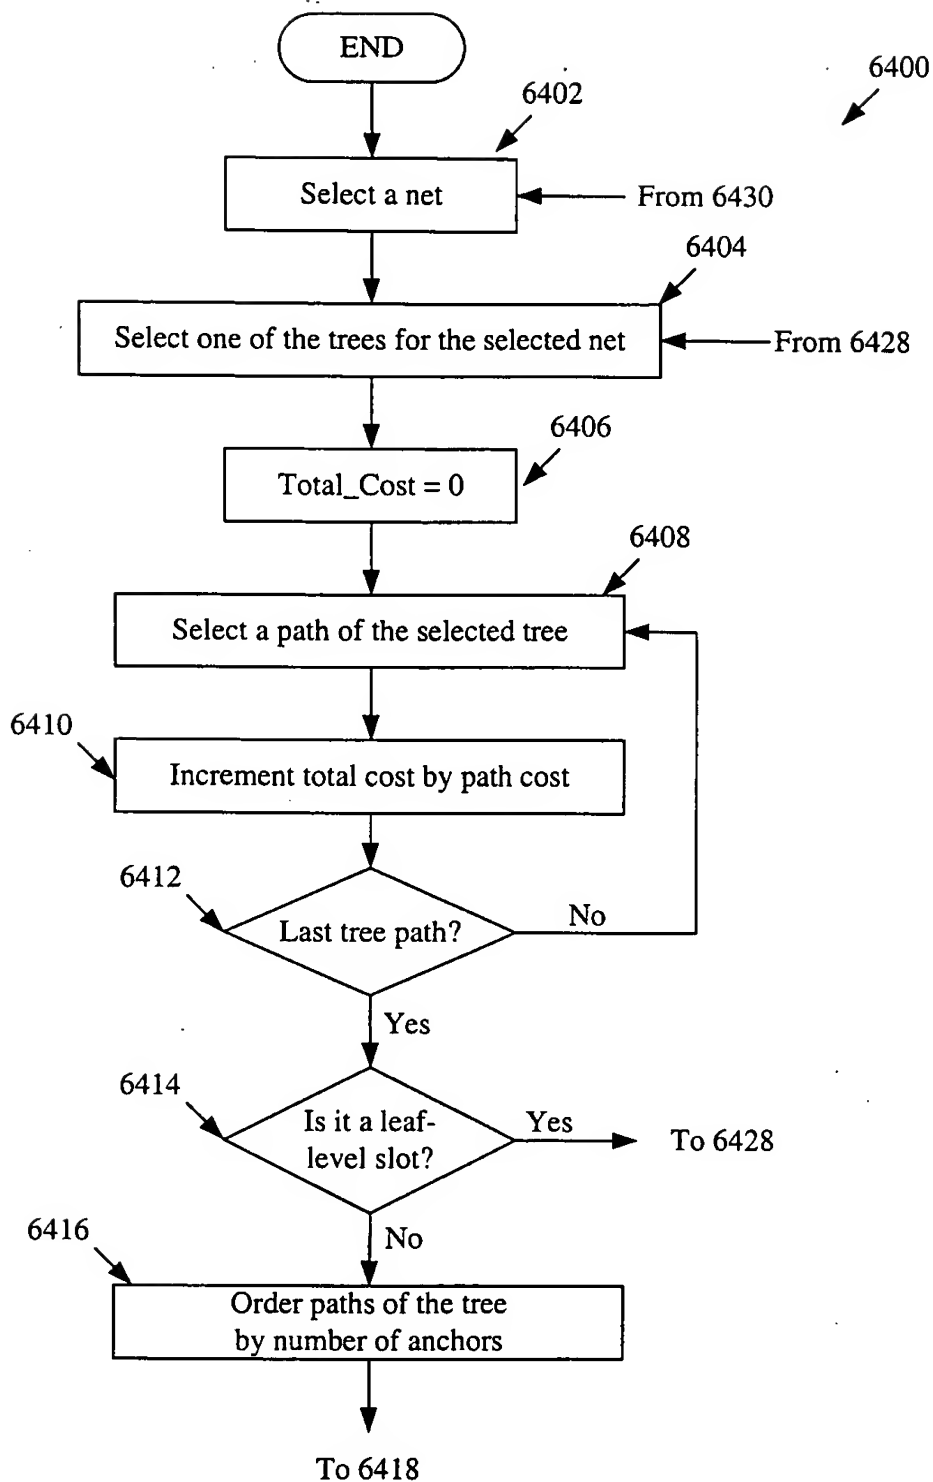 END
6400
6402
Select a net
From 6430
6404
Select one of the trees for the selected net
From 6428
6406
Total_Cost = 0
6408
Select a path of the selected tree
6410
Increment total cost by path cost
6412
Last tree path?
No
Yes
6414
Is it a leaf-
level slot?
Yes
To 6428
No
6416
Order paths of the tree
by number of anchors
To 6418